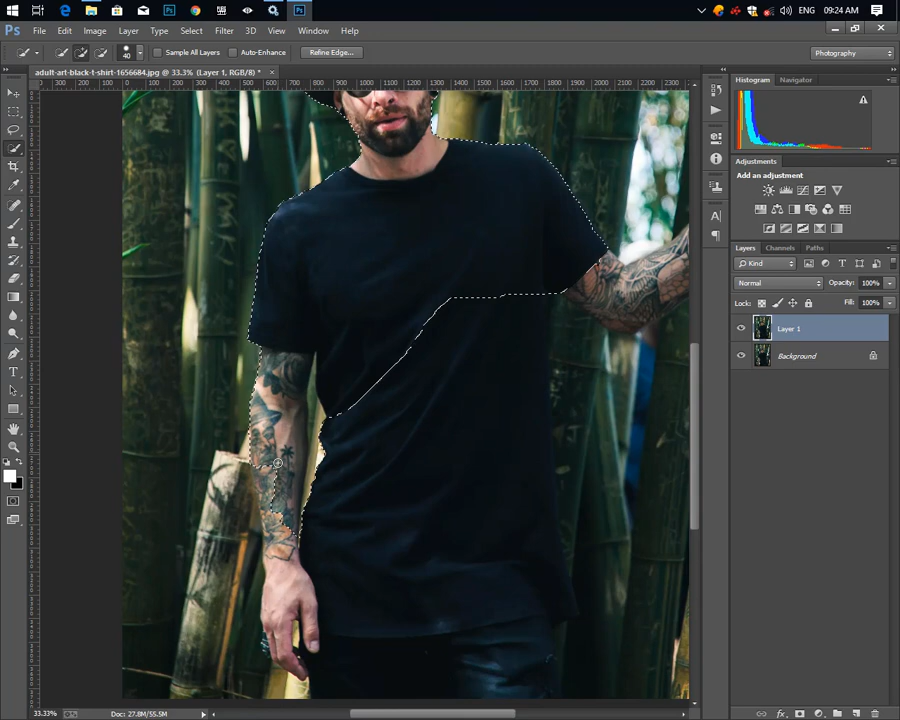 09:24 AM
Ps File Edit Image Layer Type Select Filter 3D View Window Help
40 Sample All Layers Auto-Enhance Refine Edge... Photography
adult-art-black-t-shirt-1656684.jpg @ 33.3% (Layer 1, RGB/8) * ×
Histogram Navigator
Adjustments
Add an adjustment
Layers Channels Paths
Kind
Normal Opacity: 100%
Lock: Fill: 100%
Layer 1
Background
33.33% Doc: 27.8M/55.5M